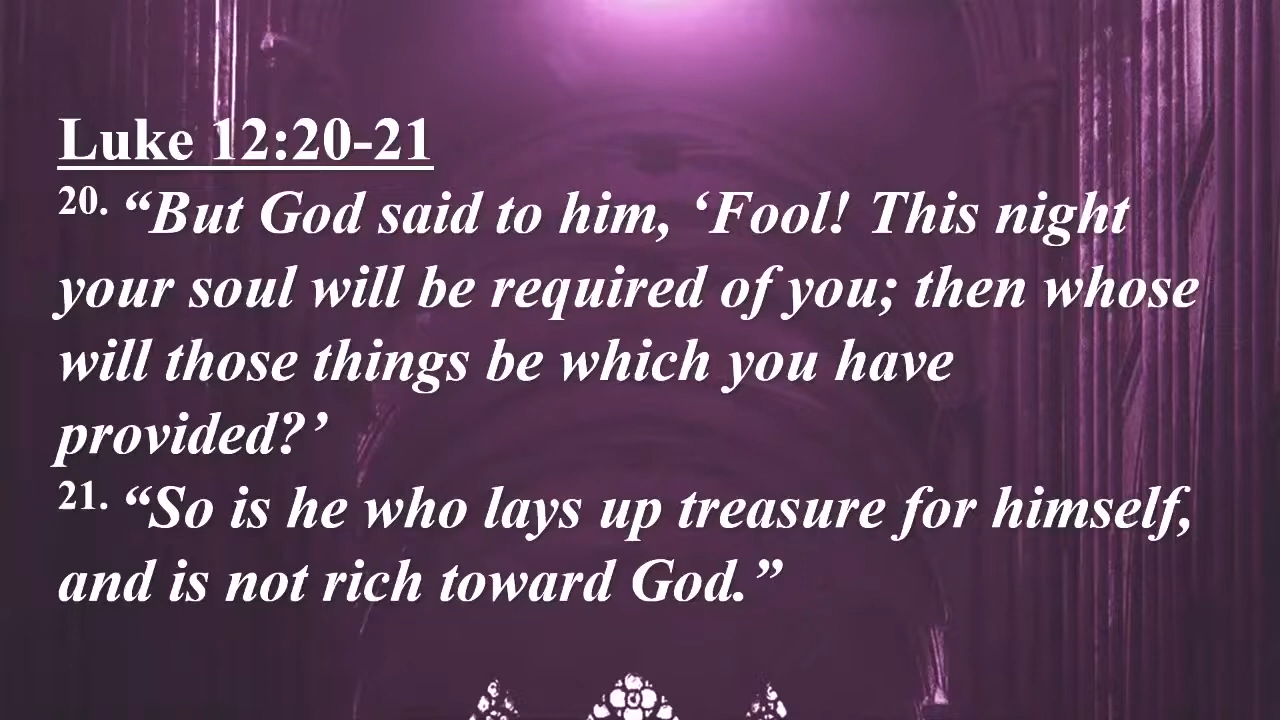 Luke 12:20-21
20. “But God said to him, ‘Fool! This night
your soul will be required of you; then whose
will those things be which you have
provided?’
21. “So is he who lays up treasure for himself,
and is not rich toward God.”